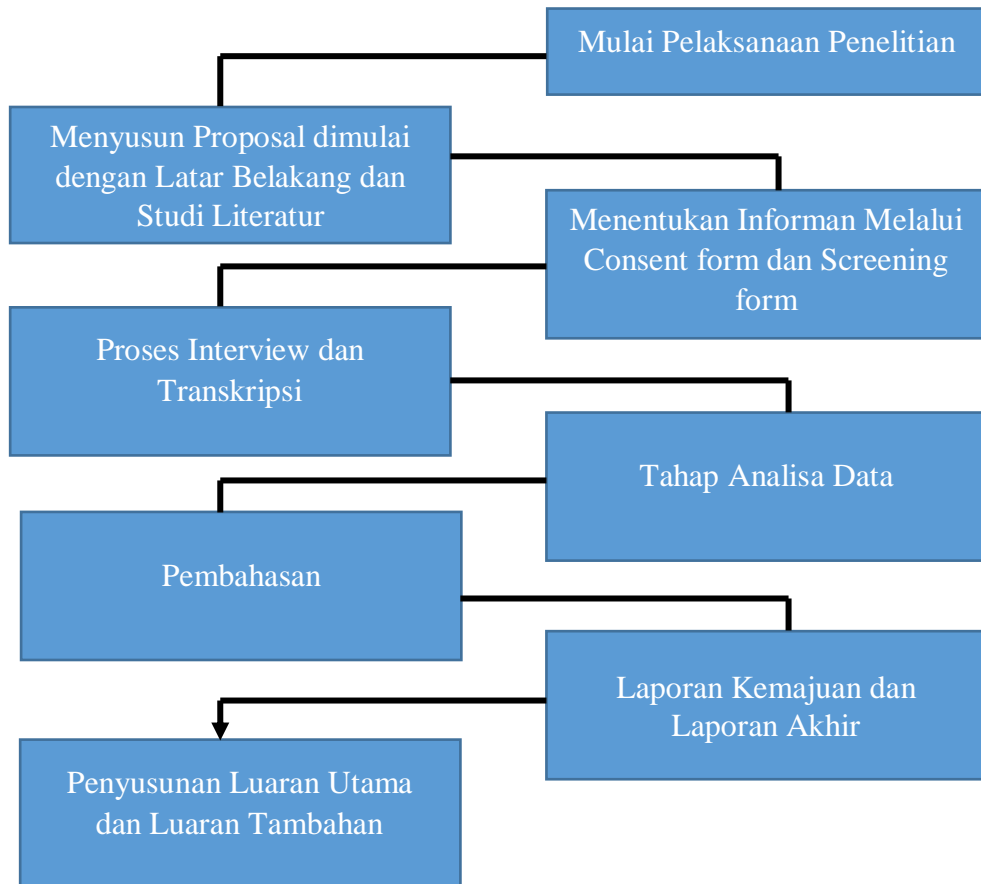 Mulai Pelaksanaan Penelitian
Menyusun Proposal dimulai
dengan Latar Belakang dan
Studi Literatur
Menentukan Informan Melalui
Consent form dan Screening
form
Proses Interview dan
Transkripsi
Tahap Analisa Data
Pembahasan
Laporan Kemajuan dan
Laporan Akhir
Penyusunan Luaran Utama
dan Luaran Tambahan